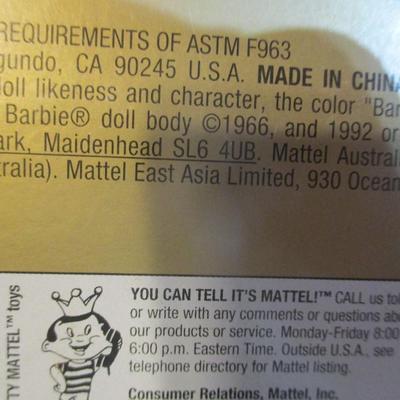 REQUIREMENTS OF ASTM F963
gundo, CA 90245 U.S.A. MADE IN CHINA
doll likeness and character, the color "Bar
Barbie® doll body ©1966, and 1992 or
ark, Maidenhead SL6 4UB. Mattel Austral
tralia). Mattel East Asia Limited, 930 Ocean
TTY MATTEL™ toys
YOU CAN TELL IT'S MATTEL!™ CALL us tol
or write with any comments or questions abo
our products or service. Monday-Friday 8:00
6:00 p.m. Eastern Time. Outside U.S.A., see
telephone directory for Mattel listing.
Consumer Relations, Mattel, Inc.